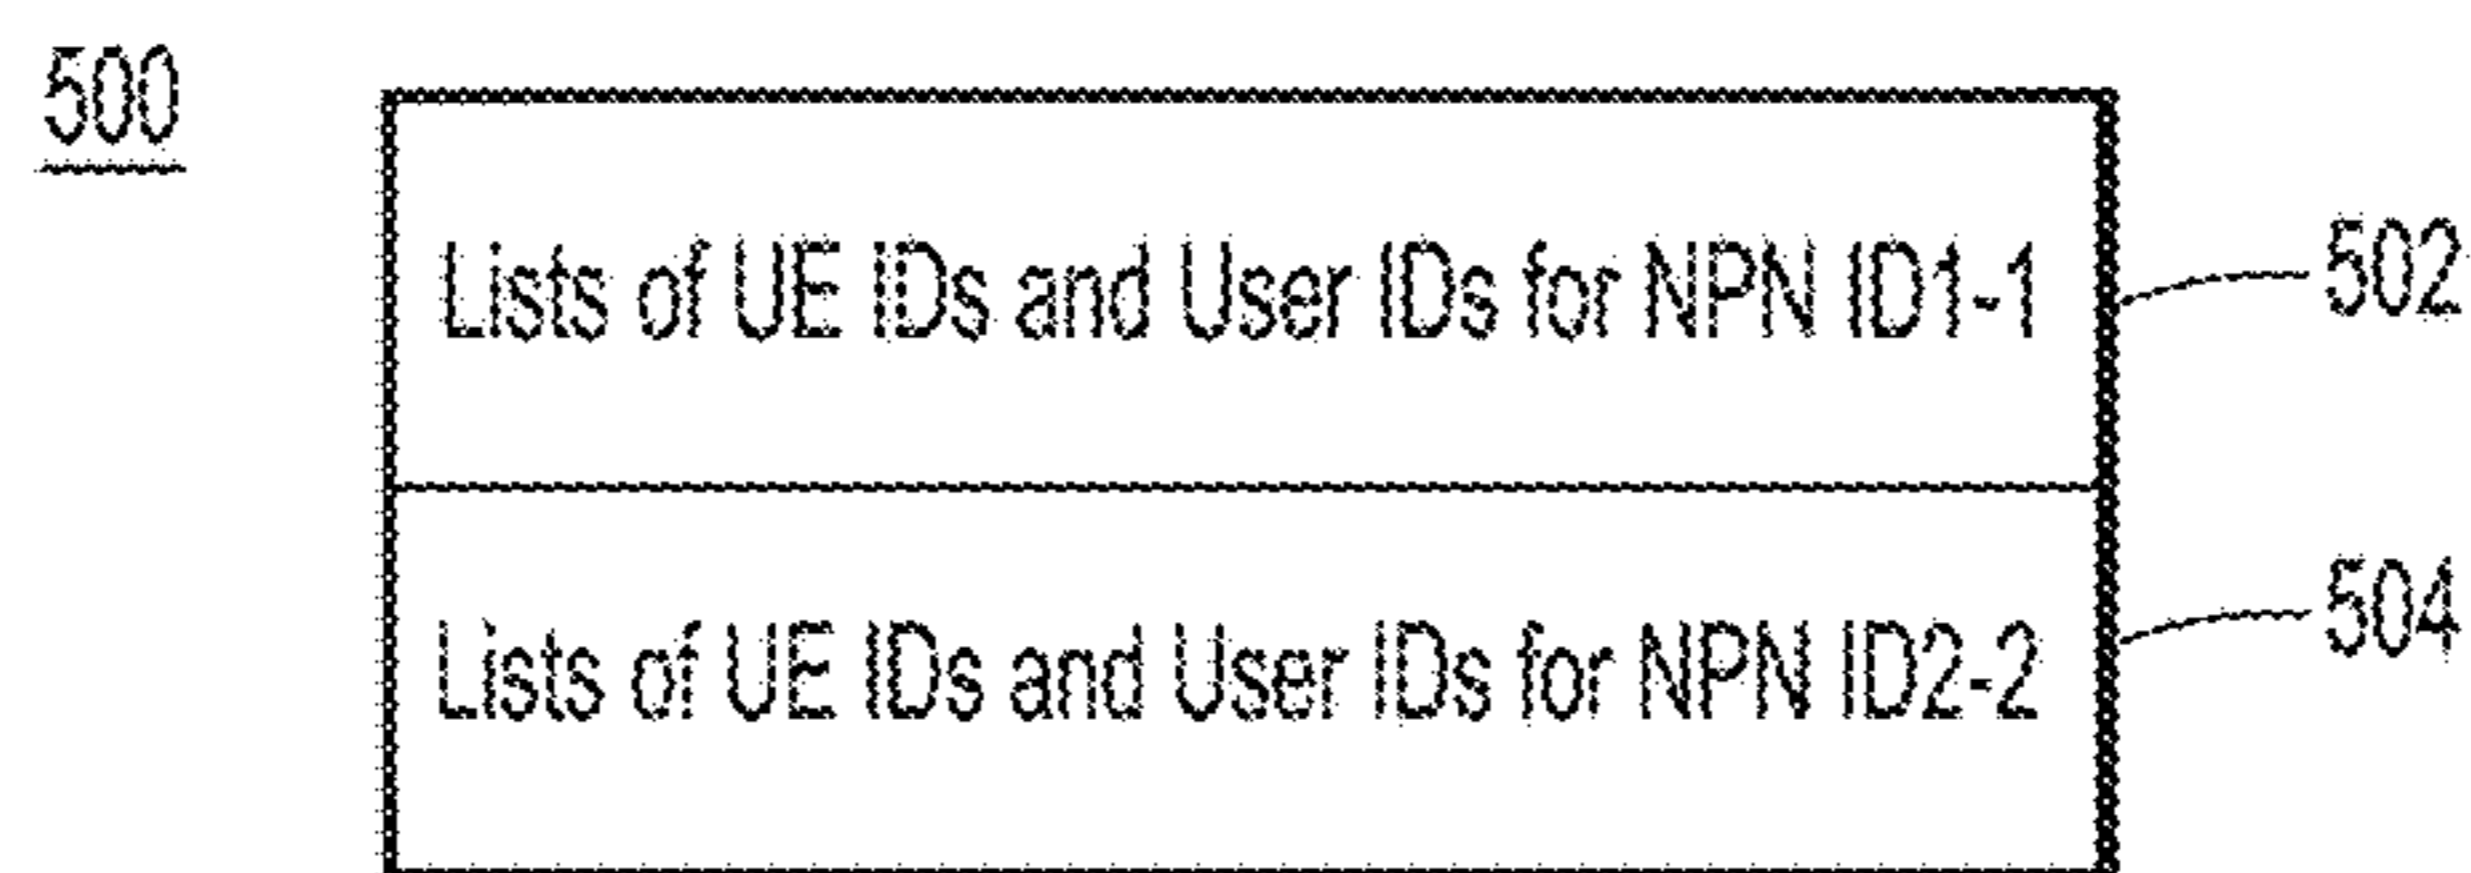 500
Lists of UE IDs and User IDs for NPN ID1-1
502
Lists of UE IDs and User IDs for NPN ID2-2
504